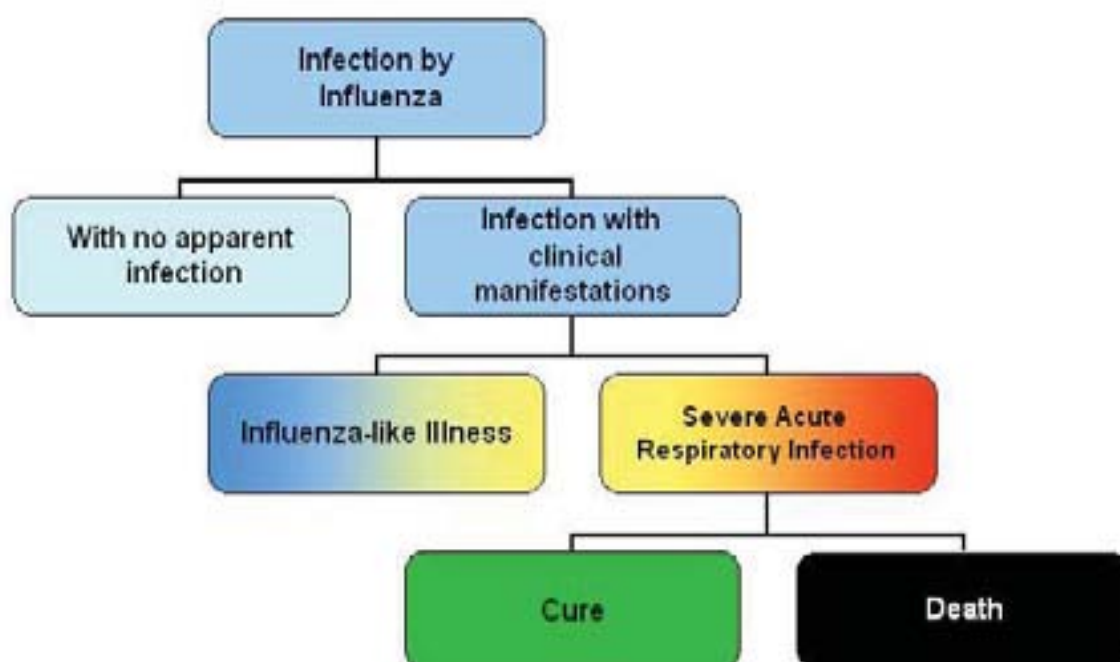 Infection by
Influenza
With no apparent
infection
Infection with
clinical
manifestations
Influenza-like Illness
Severe Acute
Respiratory Infection
Cure
Death